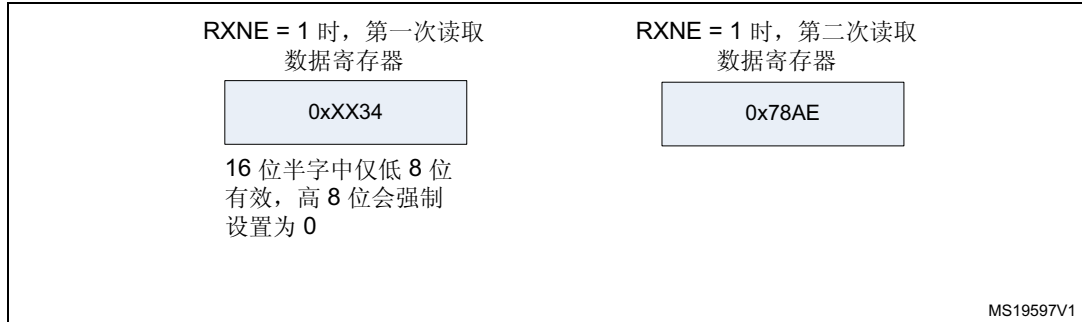 RXNE = 1 时，第一次读取
数据寄存器
0xXX34
16 位半字中仅低 8 位
有效，高 8 位会强制
设置为 0
RXNE = 1 时，第二次读取
数据寄存器
0x78AE
MS19597V1